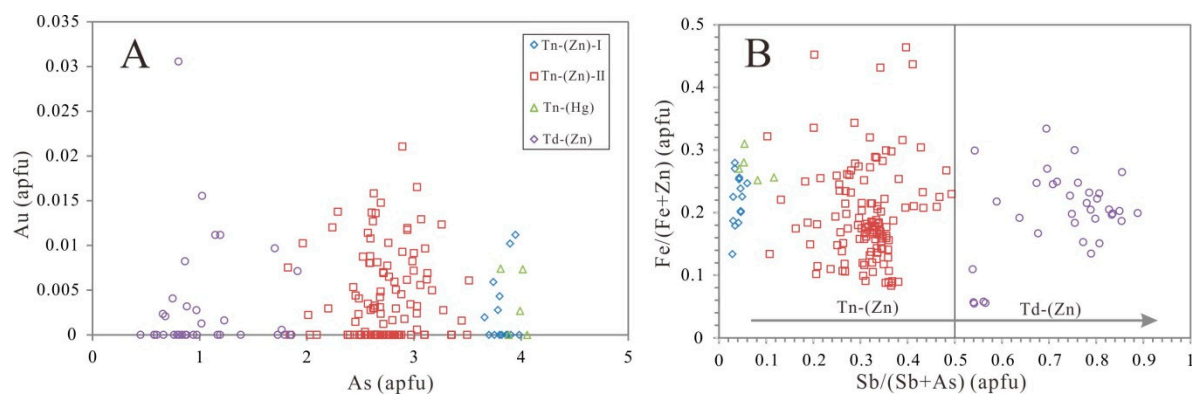 A
Au (apfu)
0.035
0.03
0.025
0.02
0.015
0.01
0.005
0
0 1 2 3 4 5
As (apfu)
Tn-(Zn)-I
Tn-(Zn)-II
Tn-(Hg)
Td-(Zn)
B
Fe/(Fe+Zn) (apfu)
0.5
0.4
0.3
0.2
0.1
0
Tn-(Zn) Td-(Zn)
0 0.1 0.2 0.3 0.4 0.5 0.6 0.7 0.8 0.9 1
Sb/(Sb+As) (apfu)